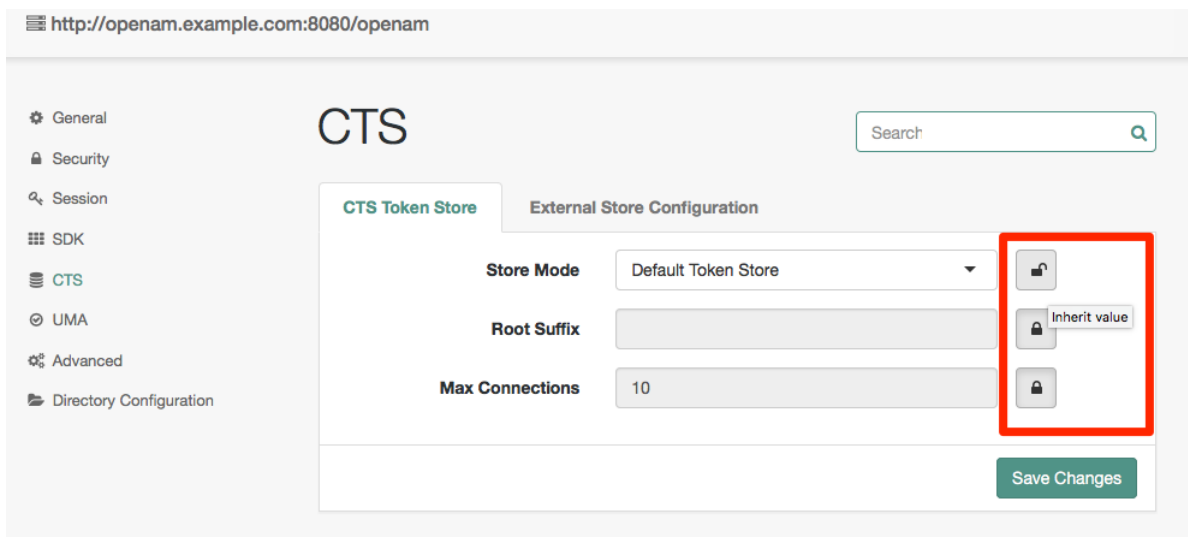 http://openam.example.com:8080/openam
General
Security
Session
SDK
CTS
UMA
Advanced
Directory Configuration
CTS
Search
CTS Token Store
External Store Configuration
Store Mode
Default Token Store
Inherit value
Root Suffix
Max Connections
10
Save Changes